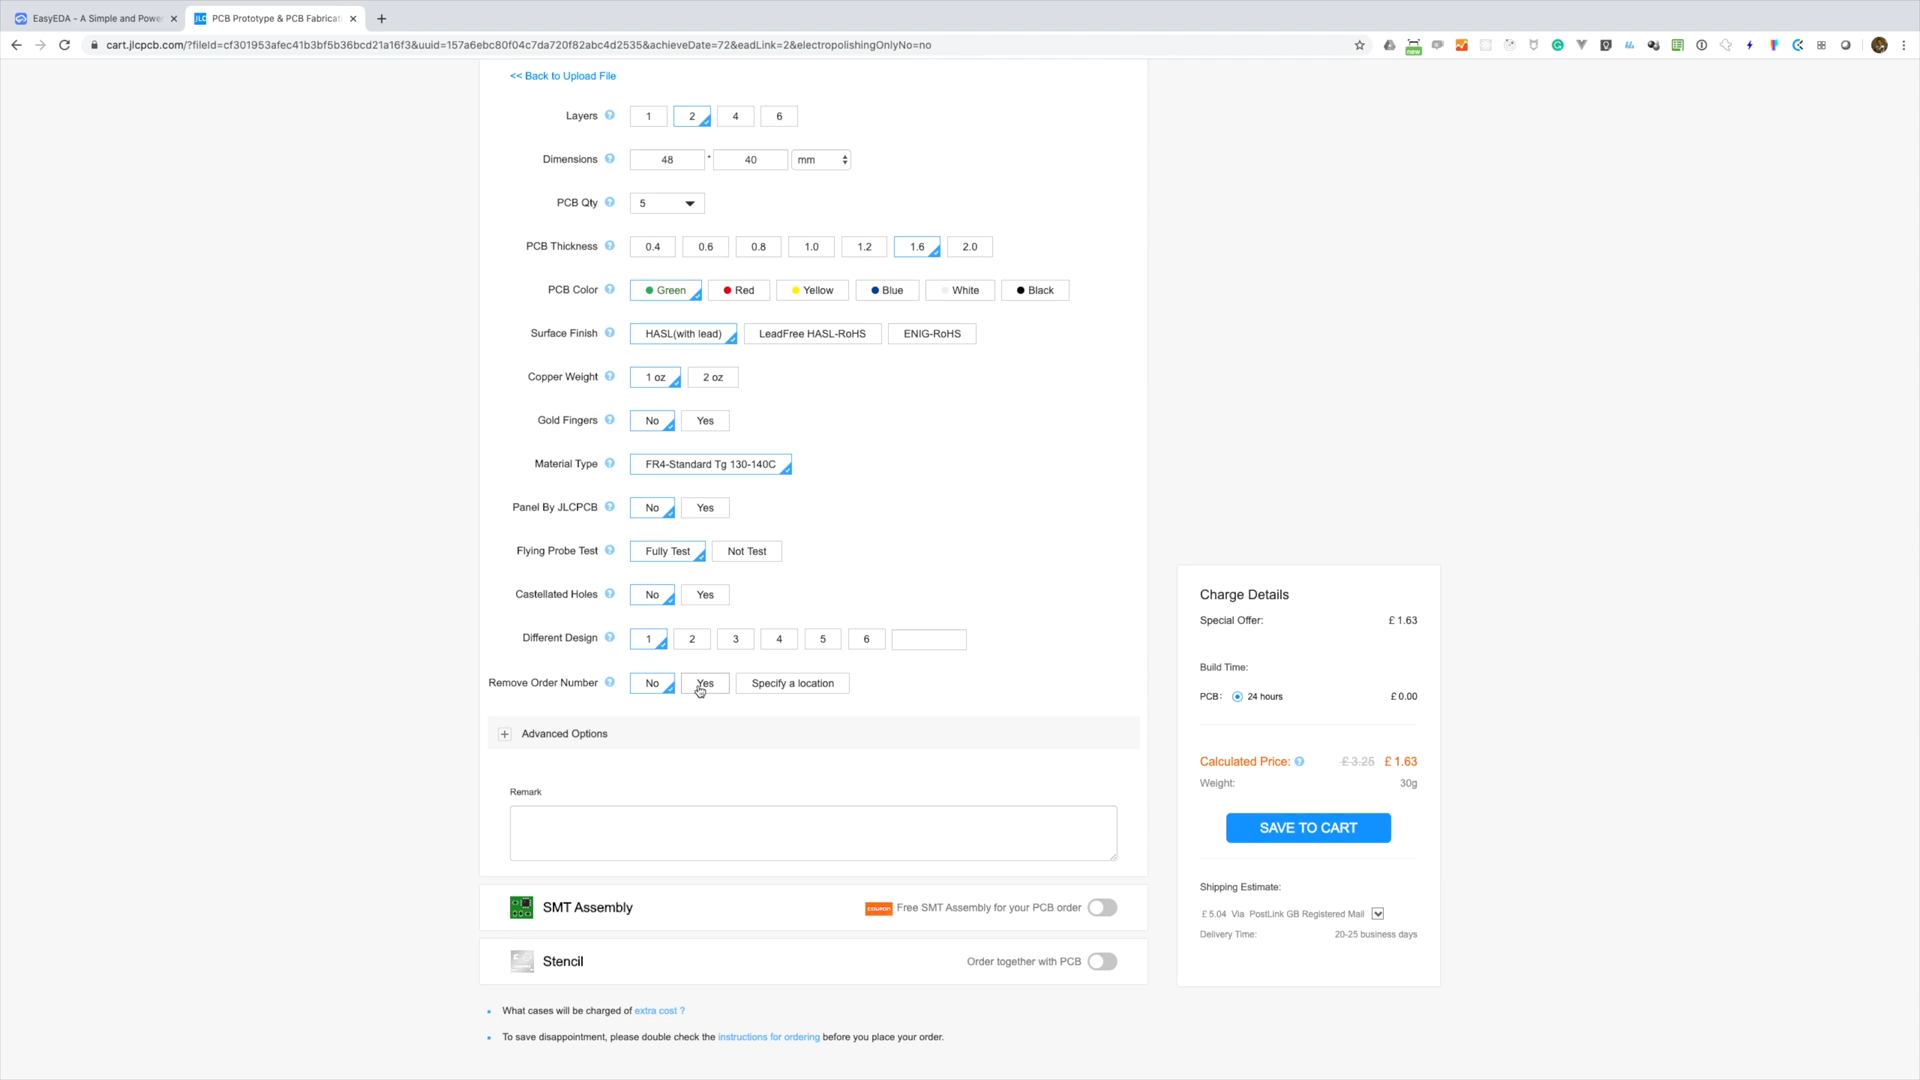 EasyEDA - A Simple and Powe
PCB Prototype & PCB Fabricati
cart.jlcpcb.com/?fileId=cf301953afec41b3bf5b36bcd21a16f3&uuid=157a6ebc80f04c7da720f82abc4d2535&achieveDate=72&eadLink=2&electropolishingOnlyNo=no
new
<< Back to Upload File
Layers ? 1 2 4 6
Dimensions ? 48 * 40 mm
PCB Qty ? 5
PCB Thickness ? 0.4 0.6 0.8 1.0 1.2 1.6 2.0
PCB Color ? Green Red Yellow Blue White Black
Surface Finish ? HASL(with lead) LeadFree HASL-RoHS ENIG-RoHS
Copper Weight ? 1 oz 2 oz
Gold Fingers ? No Yes
Material Type ? FR4-Standard Tg 130-140C
Panel By JLCPCB ? No Yes
Flying Probe Test ? Fully Test Not Test
Castellated Holes ? No Yes
Different Design ? 1 2 3 4 5 6
Remove Order Number ? No Yes Specify a location
+ Advanced Options
Remark
SMT Assembly
COUPON Free SMT Assembly for your PCB order
Stencil
Order together with PCB
What cases will be charged of extra cost ?
To save disappointment, please double check the instructions for ordering before you place your order.
Charge Details
Special Offer: £ 1.63
Build Time:
PCB: 24 hours £ 0.00
Calculated Price: ? £ 3.25 £ 1.63
Weight: 30g
SAVE TO CART
Shipping Estimate:
£ 5.04 Via PostLink GB Registered Mail
Delivery Time: 20-25 business days